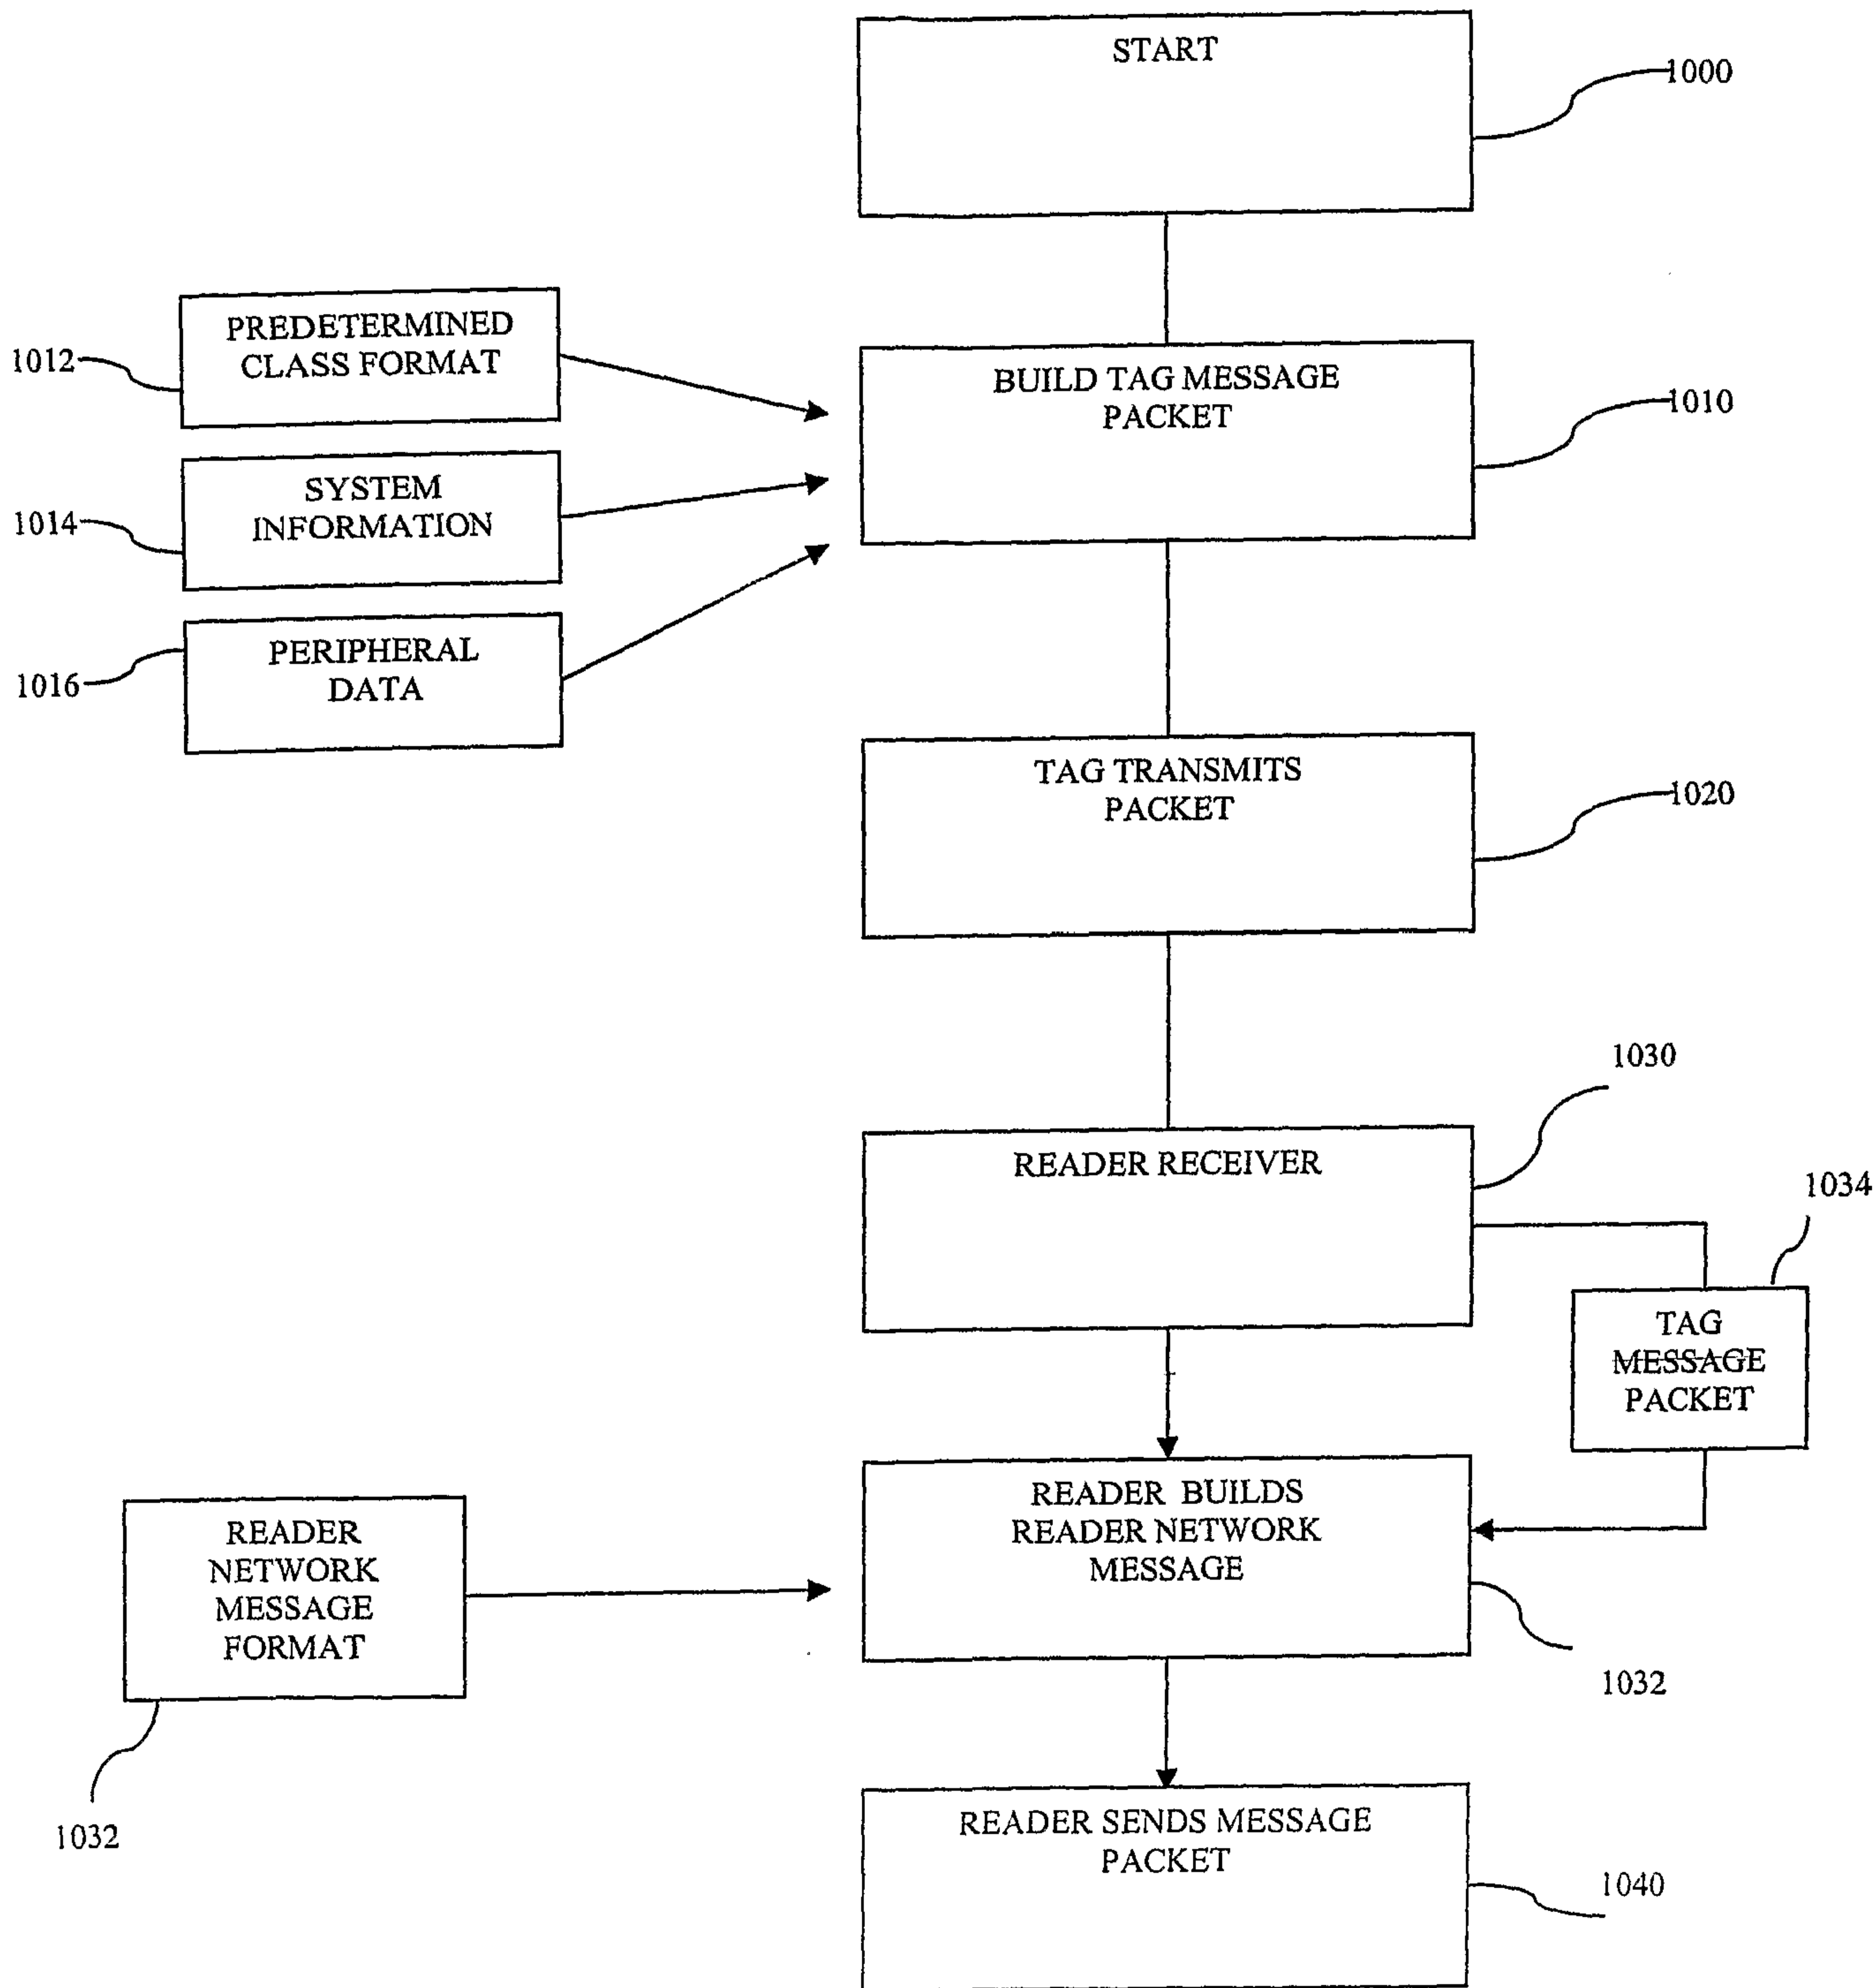 START
1000
PREDETERMINED
CLASS FORMAT
1012
BUILD TAG MESSAGE
PACKET
1010
SYSTEM
INFORMATION
1014
PERIPHERAL
DATA
1016
TAG TRANSMITS
PACKET
1020
1030
READER RECEIVER
1034
TAG
MESSAGE
PACKET
READER BUILDS
READER NETWORK
MESSAGE
1032
READER
NETWORK
MESSAGE
FORMAT
1032
READER SENDS MESSAGE
PACKET
1040